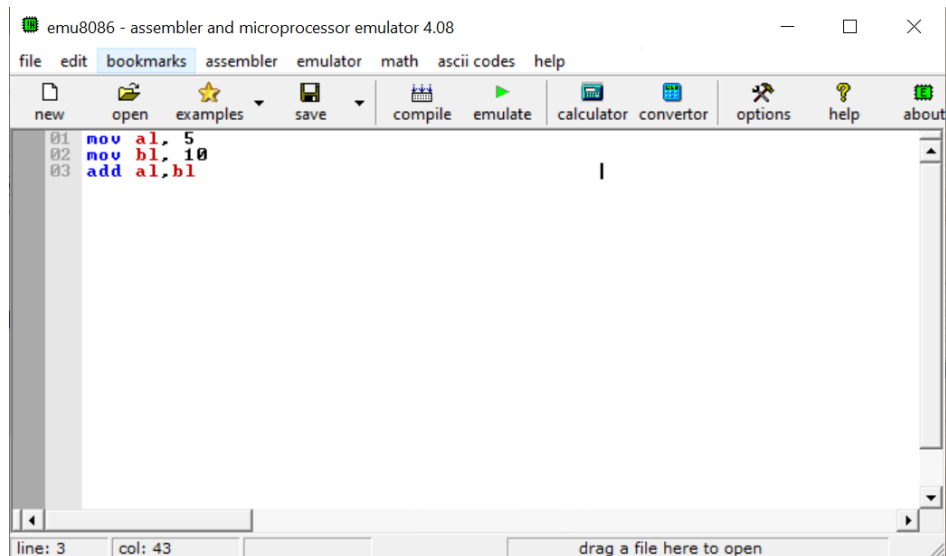 emu8086 - assembler and microprocessor emulator 4.08
file edit bookmarks assembler emulator math ascii codes help
new open examples save compile emulate calculator convertor options help about
01 mov al, 5
02 mov bl, 10
03 add al,bl
line: 3 col: 43 drag a file here to open